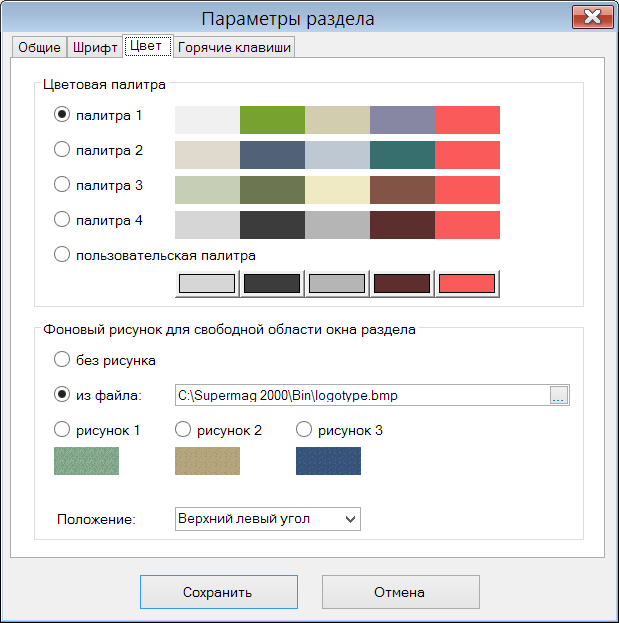 Параметры раздела
Общие Шрифт Цвет Горячие клавиши
Цветовая палитра
палитра 1
палитра 2
палитра 3
палитра 4
пользовательская палитра
Фоновый рисунок для свободной области окна раздела
без рисунка
из файла: C:\Supermag 2000\Bin\logotype.bmp ...
рисунок 1 рисунок 2 рисунок 3
Положение: Верхний левый угол
Сохранить Отмена